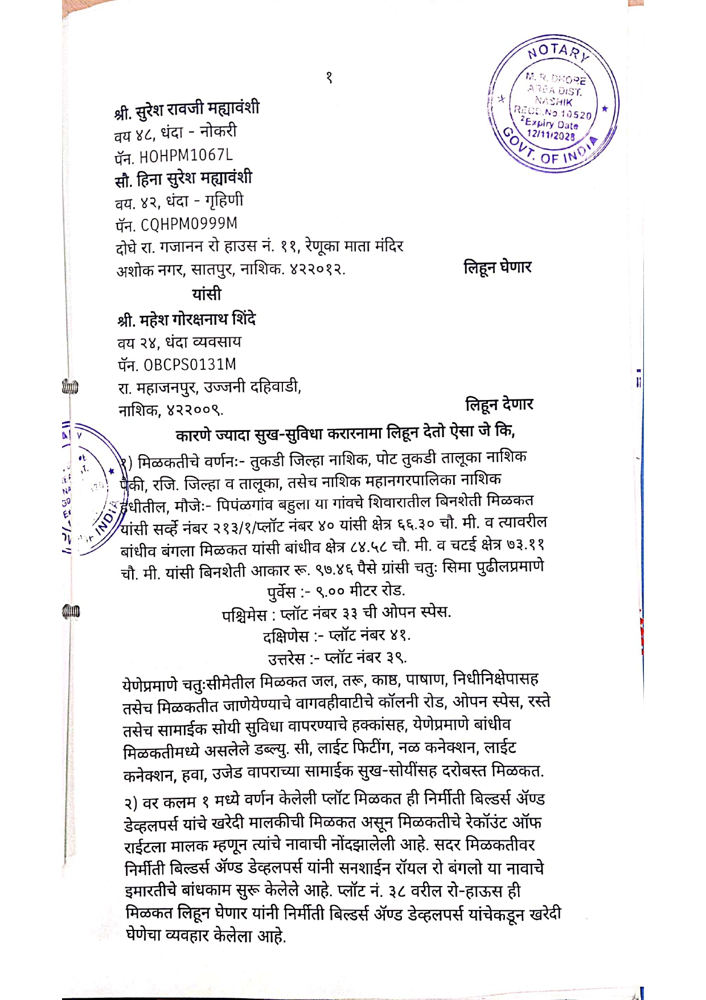 NOTARY
M. R. DHORE
AREA DIST.
NASHIK
REGD.No.10520
Expiry Date
12/11/2028
GOVT. OF INDIA
१
श्री. सुरेश रावजी मह्यावंशी
वय ४८, धंदा - नोकरी
पॅन. HOHPM1067L
सौ. हिना सुरेश मह्यावंशी
वय. ४२, धंदा - गृहिणी
पॅन. CQHPM0999M
दोघे रा. गजानन रो हाउस नं. ११, रेणूका माता मंदिर
अशोक नगर, सातपुर, नाशिक. ४२२०१२. लिहून घेणार
यांसी
श्री. महेश गोरक्षनाथ शिंदे
वय २४, धंदा व्यवसाय
पॅन. OBCPS0131M
रा. महाजनपुर, उज्जनी दहिवाडी,
नाशिक, ४२२००९. लिहून देणार
कारणे ज्यादा सुख-सुविधा करारनामा लिहून देतो ऐसा जे कि,
१) मिळकतीचे वर्णनः- तुकडी जिल्हा नाशिक, पोट तुकडी तालूका नाशिक
पैकी, रजि. जिल्हा व तालूका, तसेच नाशिक महानगरपालिका नाशिक
हधीतील, मौजेः- पिपंळगांव बहुला या गांवचे शिवारातील बिनशेती मिळकत
यांसी सर्व्हे नंबर २१३/१/प्लॉट नंबर ४० यांसी क्षेत्र ६६.३० चौ. मी. व त्यावरील
बांधीव बंगला मिळकत यांसी बांधीव क्षेत्र ८४.५८ चौ. मी. व चटई क्षेत्र ७३.११
चौ. मी. यांसी बिनशेती आकार रू. ९७.४६ पैसे ग्रांसी चतुः सिमा पुढीलप्रमाणे
पुर्वेस :- ९.०० मीटर रोड.
पश्चिमेस : प्लॉट नंबर ३३ ची ओपन स्पेस.
दक्षिणेस :- प्लॉट नंबर ४१.
उत्तरेस :- प्लॉट नंबर ३९.
येणेप्रमाणे चतुःसीमेतील मिळकत जल, तरू, काष्ठ, पाषाण, निधीनिक्षेपासह
तसेच मिळकतीत जाणेयेण्याचे वागवहीवाटीचे कॉलनी रोड, ओपन स्पेस, रस्ते
तसेच सामाईक सोयी सुविधा वापरण्याचे हक्कांसह, येणेप्रमाणे बांधीव
मिळकतीमध्ये असलेले डब्ल्यु. सी, लाईट फिटींग, नळ कनेक्शन, लाईट
कनेक्शन, हवा, उजेड वापराच्या सामाईक सुख-सोयींसह दरोबस्त मिळकत.
२) वर कलम १ मध्ये वर्णन केलेली प्लॉट मिळकत ही निर्मीती बिल्डर्स ॲण्ड
डेव्हलपर्स यांचे खरेदी मालकीची मिळकत असून मिळकतीचे रेकॉउंट ऑफ
राईटला मालक म्हणून त्यांचे नावाची नोंदझालेली आहे. सदर मिळकतीवर
निर्मीती बिल्डर्स ॲण्ड डेव्हलपर्स यांनी सनशाईन रॉयल रो बंगलो या नावाचे
इमारतीचे बांधकाम सुरू केलेले आहे. प्लॉट नं. ३८ वरील रो-हाऊस ही
मिळकत लिहून घेणार यांनी निर्मीती बिल्डर्स ॲण्ड डेव्हलपर्स यांचेकडून खरेदी
घेणेचा व्यवहार केलेला आहे.